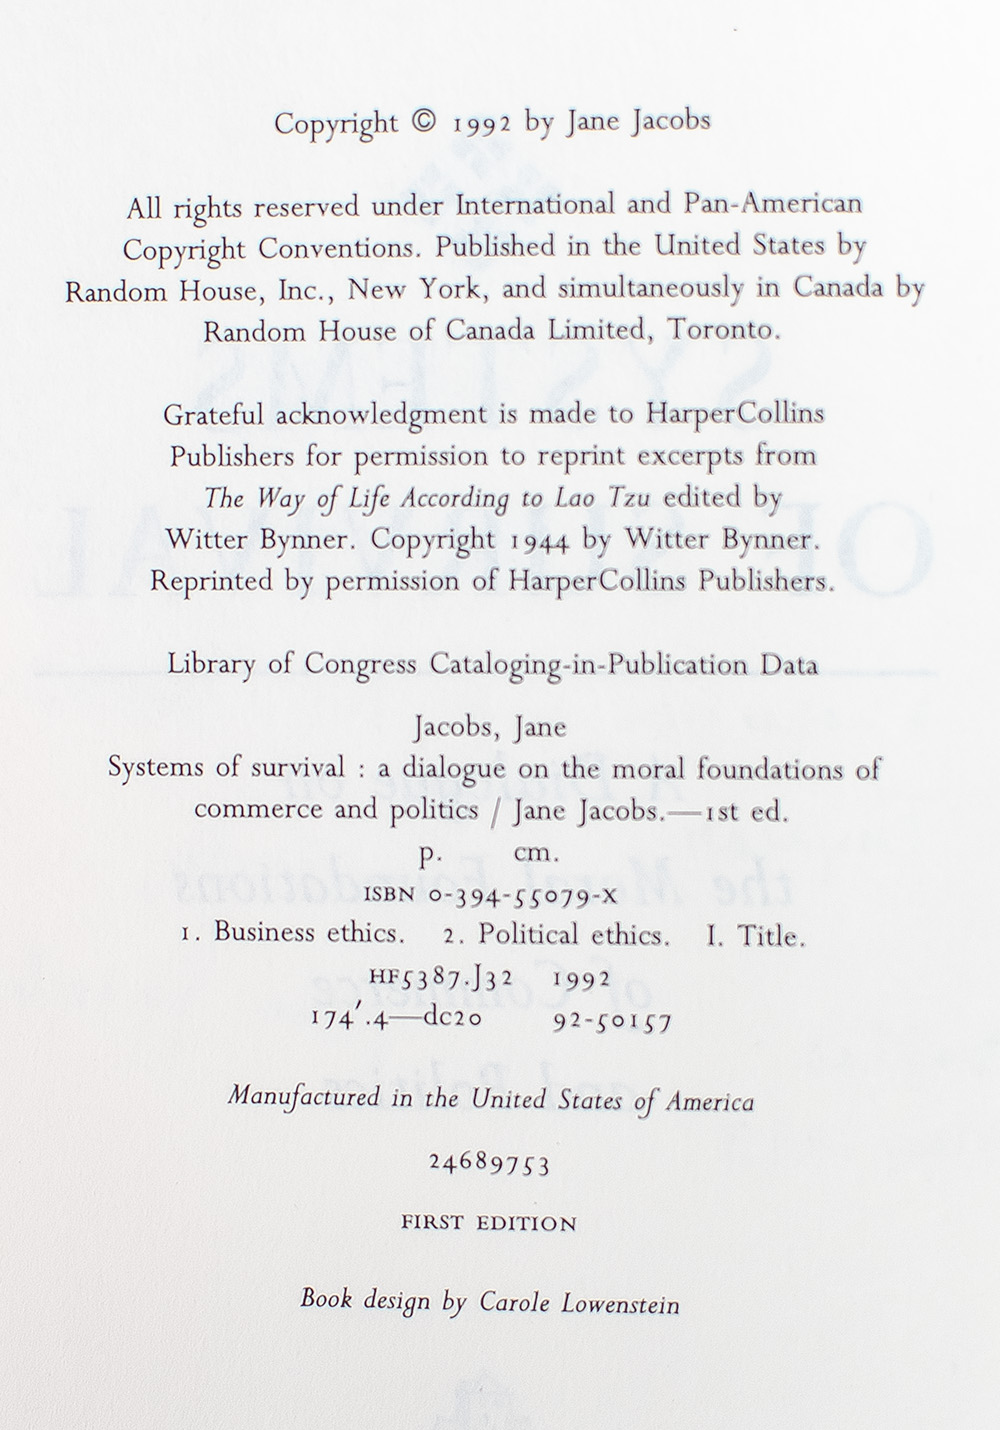 Copyright © 1992 by Jane Jacobs
All rights reserved under International and Pan-American
Copyright Conventions. Published in the United States by
Random House, Inc., New York, and simultaneously in Canada by
Random House of Canada Limited, Toronto.
Grateful acknowledgment is made to HarperCollins
Publishers for permission to reprint excerpts from
The Way of Life According to Lao Tzu edited by
Witter Bynner. Copyright 1944 by Witter Bynner.
Reprinted by permission of HarperCollins Publishers.
Library of Congress Cataloging-in-Publication Data
Jacobs, Jane
Systems of survival : a dialogue on the moral foundations of
commerce and politics / Jane Jacobs.—1st ed.
p. cm.
ISBN 0-394-55079-X
1. Business ethics. 2. Political ethics. I. Title.
HF5387.J32 1992
174′.4—dc20 92-50157
Manufactured in the United States of America
24689753
FIRST EDITION
Book design by Carole Lowenstein